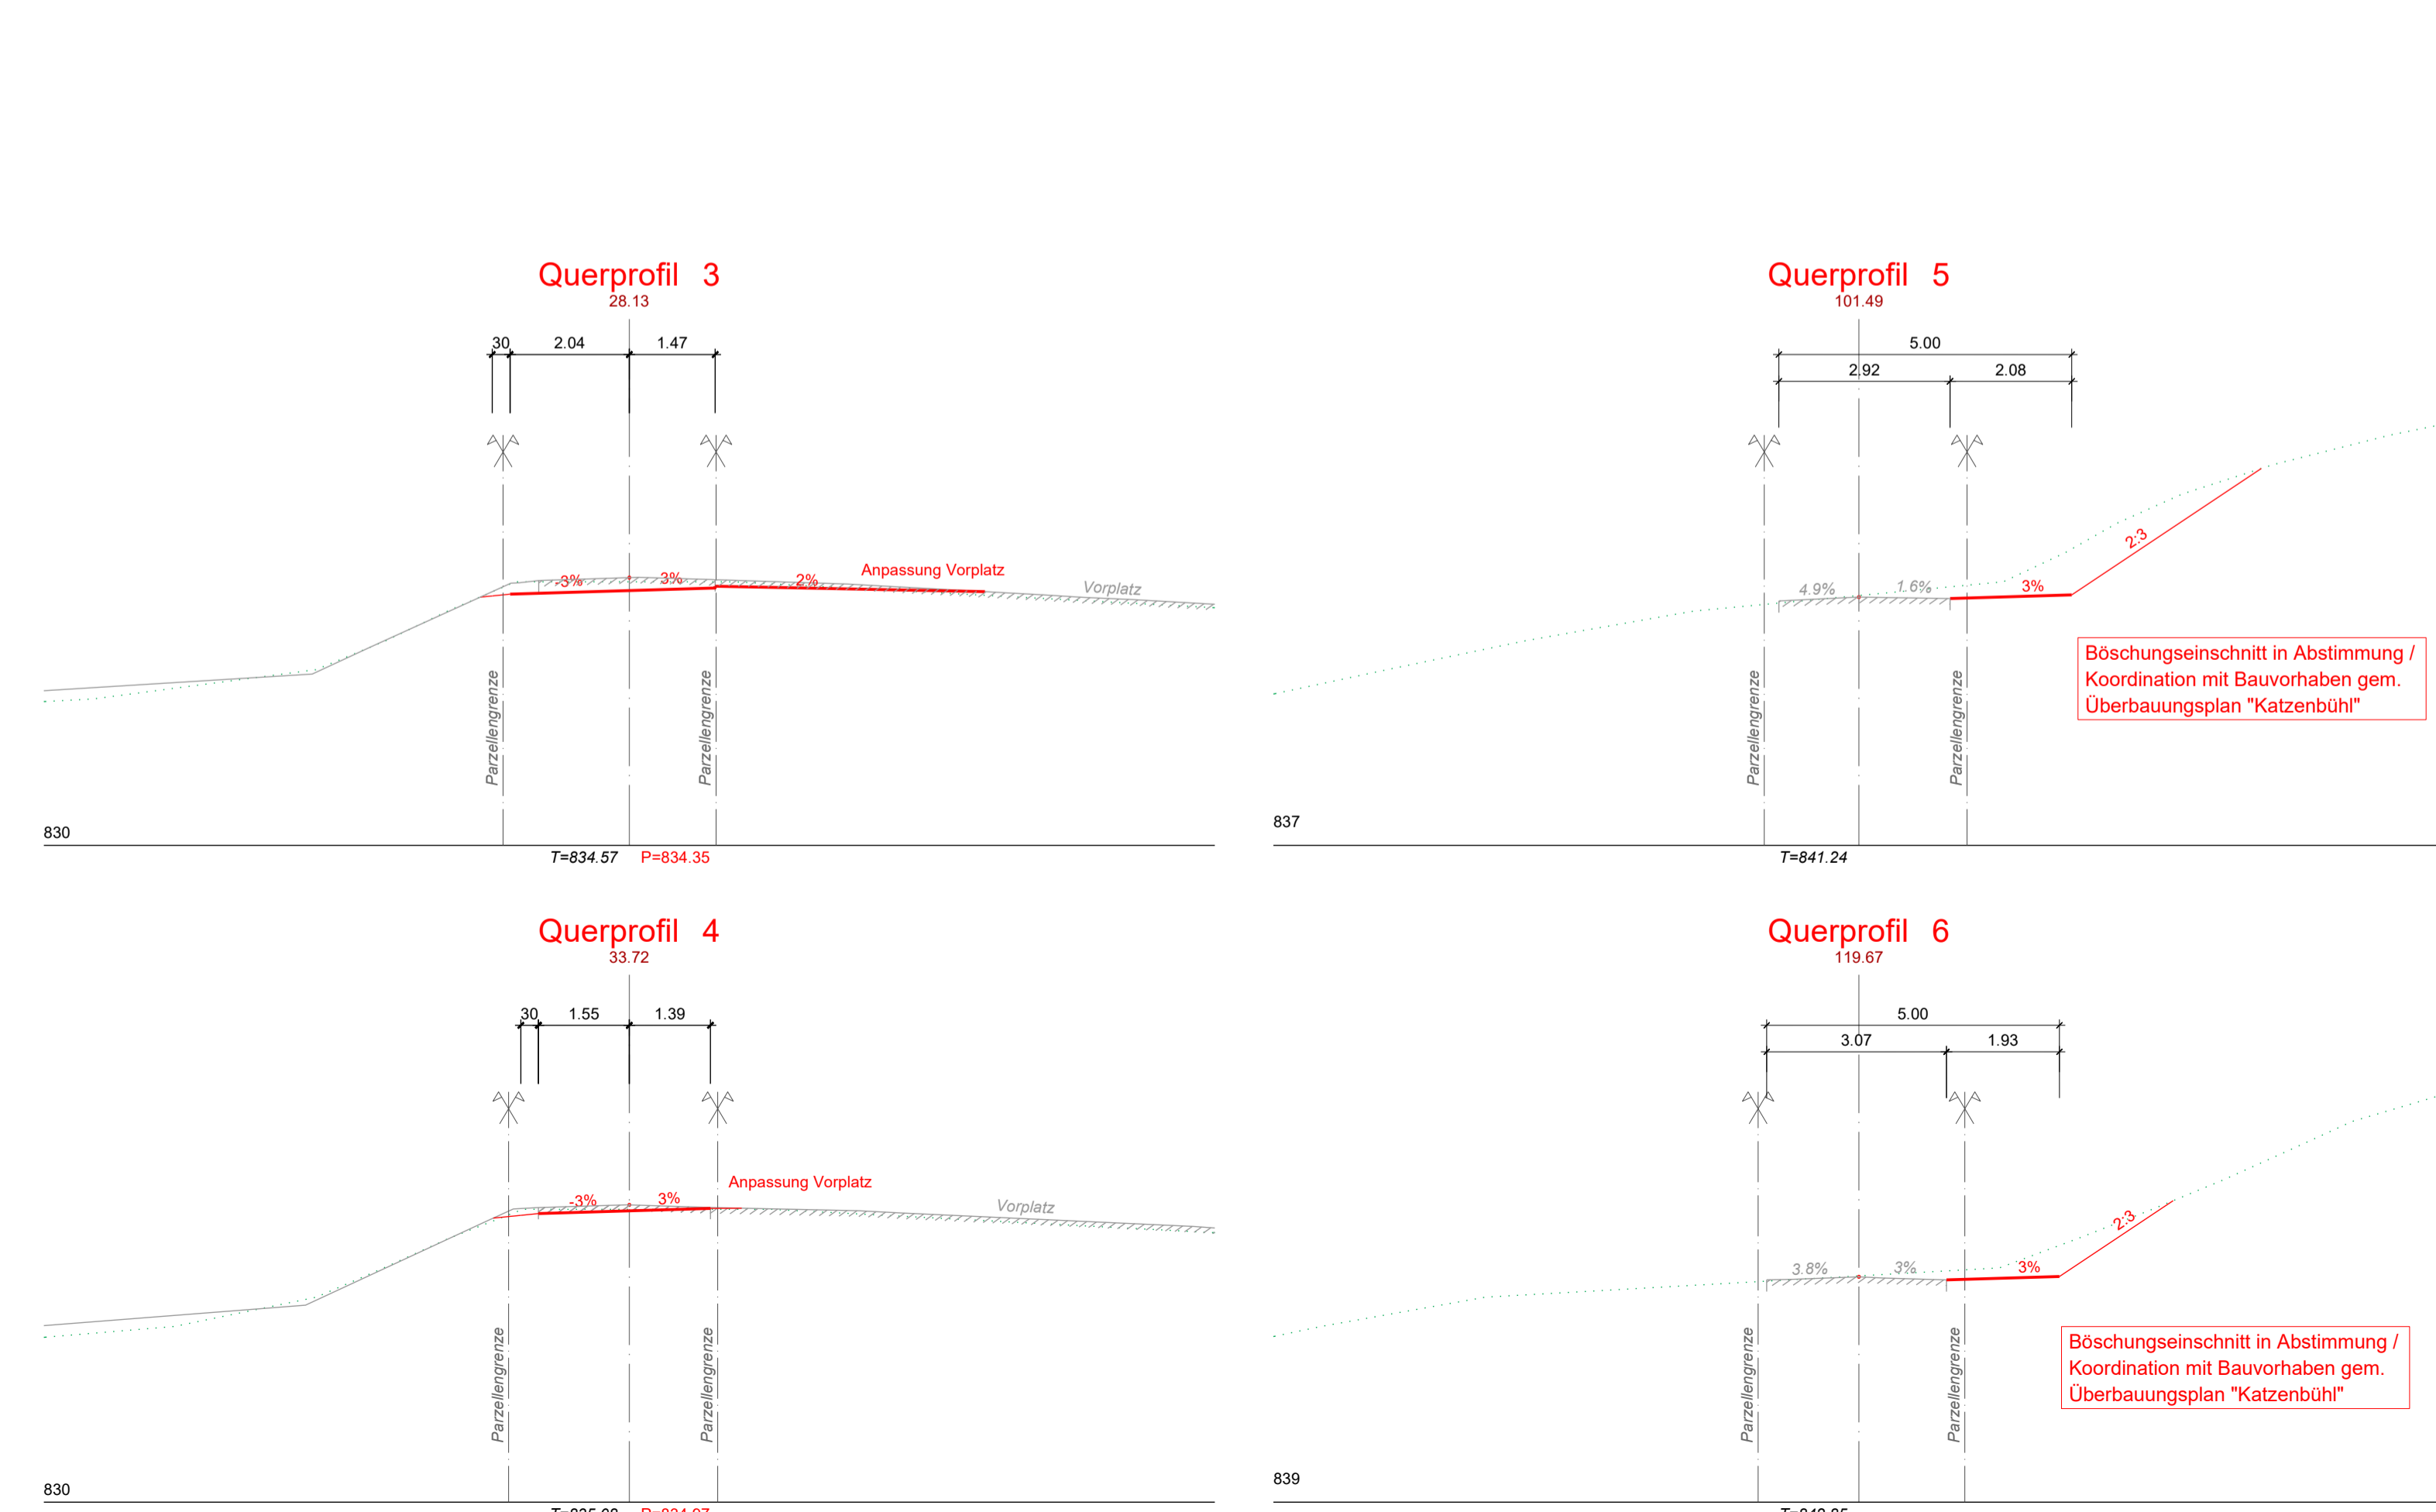 Querprofil 3
28.13
30 2.04 1.47
-3% 3% 2%
Anpassung Vorplatz
Vorplatz
Parzellengrenze
Parzellengrenze
830
T=834.57 P=834.35
Querprofil 5
101.49
5.00
2.92 2.08
4.9% 1.6% 3%
2:3
Böschungseinschnitt in Abstimmung /
Koordination mit Bauvorhaben gem.
Überbauungsplan "Katzenbühl"
Parzellengrenze
Parzellengrenze
837
T=841.24
Querprofil 4
33.72
30 1.55 1.39
-3% 3%
Anpassung Vorplatz
Vorplatz
Parzellengrenze
Parzellengrenze
830
Querprofil 6
119.67
5.00
3.07 1.93
3.8% 3% 3%
2:3
Böschungseinschnitt in Abstimmung /
Koordination mit Bauvorhaben gem.
Überbauungsplan "Katzenbühl"
Parzellengrenze
Parzellengrenze
839